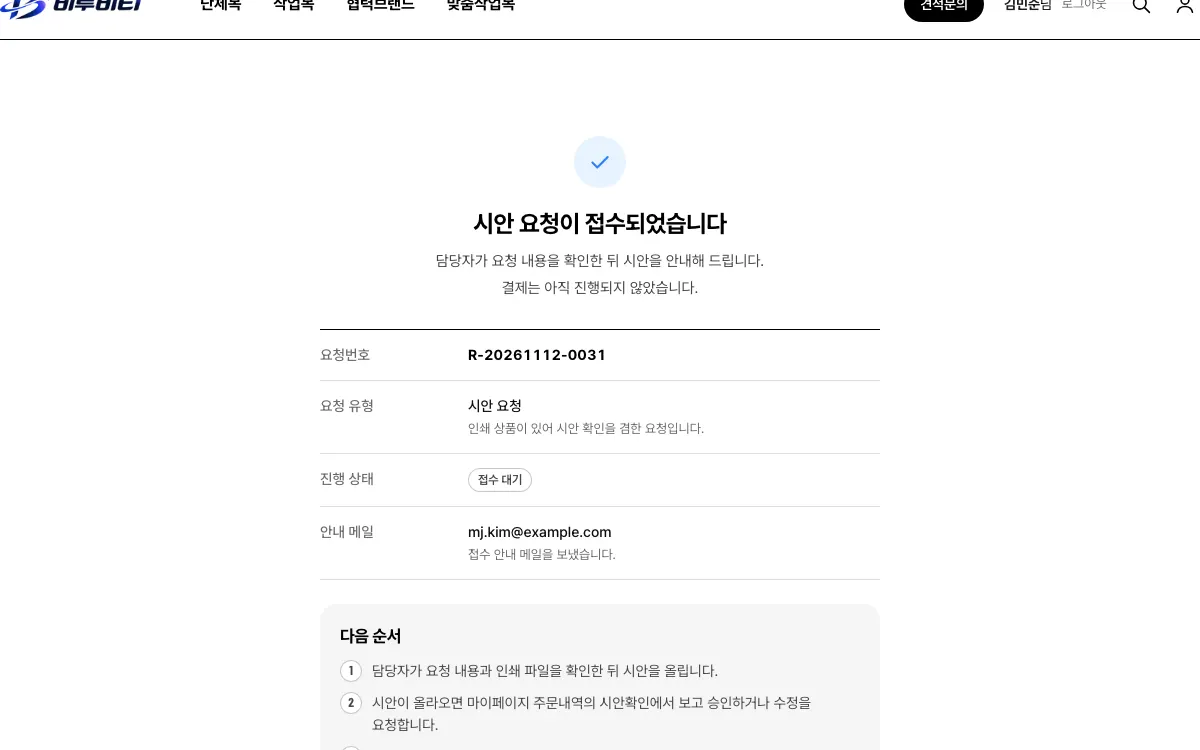 비투비티
단체복
작업복
협력브랜드
맞춤작업복
견적문의
김민준님
로그아웃
시안 요청이 접수되었습니다
담당자가 요청 내용을 확인한 뒤 시안을 안내해 드립니다.
결제는 아직 진행되지 않았습니다.
요청번호
R-20261112-0031
요청 유형
시안 요청
인쇄 상품이 있어 시안 확인을 겸한 요청입니다.
진행 상태
접수 대기
안내 메일
mj.kim@example.com
접수 안내 메일을 보냈습니다.
다음 순서
1 담당자가 요청 내용과 인쇄 파일을 확인한 뒤 시안을 올립니다.
2 시안이 올라오면 마이페이지 주문내역의 시안확인에서 보고 승인하거나 수정을
요청합니다.